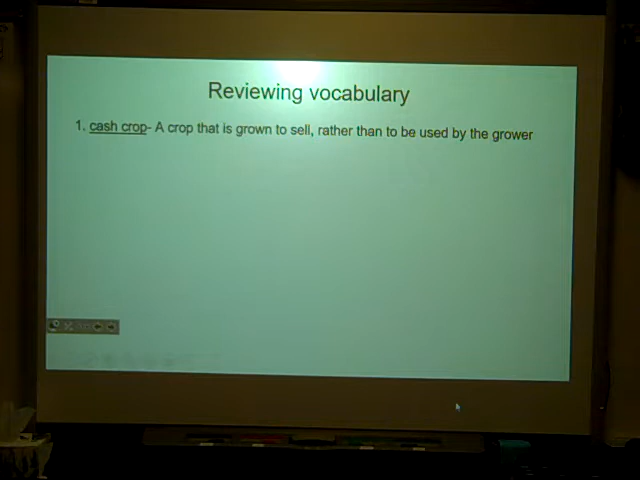 Reviewing vocabulary
1. cash crop- A crop that is grown to sell, rather than to be used by the grower